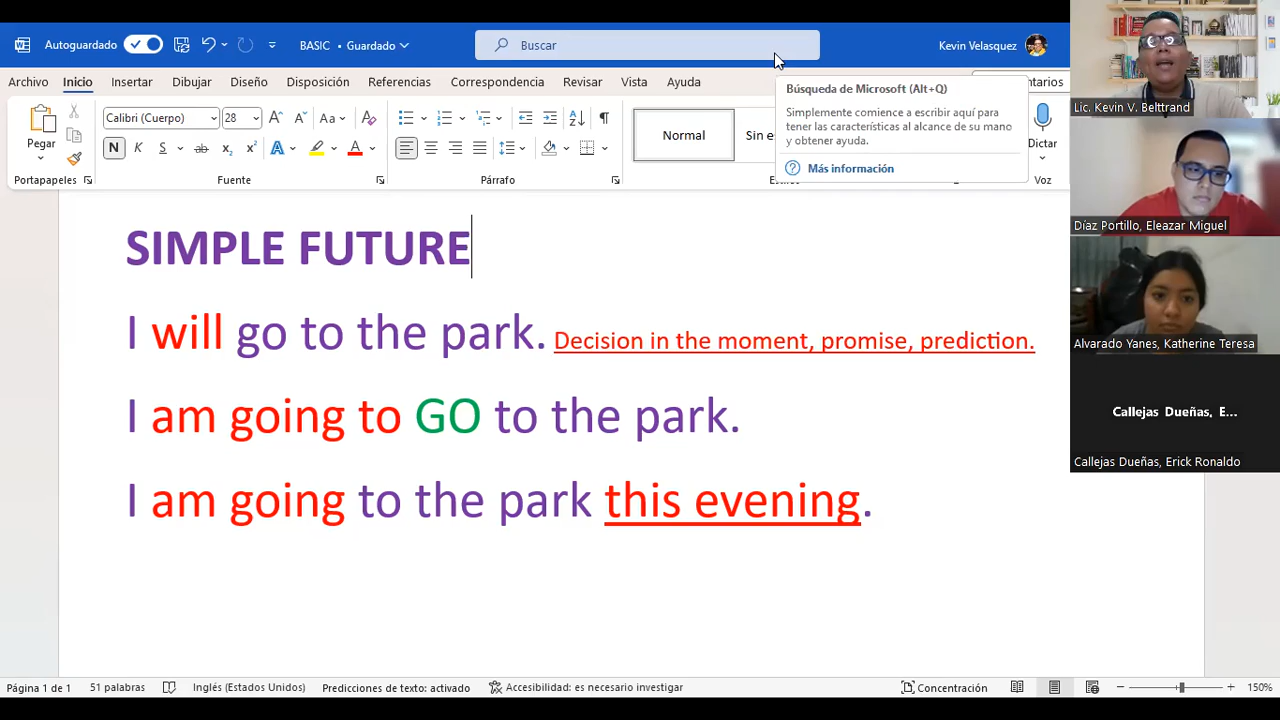 Autoguardado
BASIC • Guardado
Buscar
Kevin Velasquez
Archivo Inicio Insertar Dibujar Diseño Disposición Referencias Correspondencia Revisar Vista Ayuda
Búsqueda de Microsoft (Alt+Q)
Simplemente comience a escribir aquí para
tener las características al alcance de su mano
y obtener ayuda.
Más información
Pegar
Calibri (Cuerpo) 28
N K S ab x₂ x² A A
Normal
Dictar
Portapapeles Fuente Párrafo Voz
SIMPLE FUTURE
I will go to the park. Decision in the moment, promise, prediction.
I am going to GO to the park.
I am going to the park this evening.
Lic. Kevin V. Belttrand
Díaz Portillo, Eleazar Miguel
Alvarado Yanes, Katherine Teresa
Callejas Dueñas, E...
Callejas Dueñas, Erick Ronaldo
Página 1 de 1 51 palabras Inglés (Estados Unidos) Predicciones de texto: activado Accesibilidad: es necesario investigar Concentración 150%